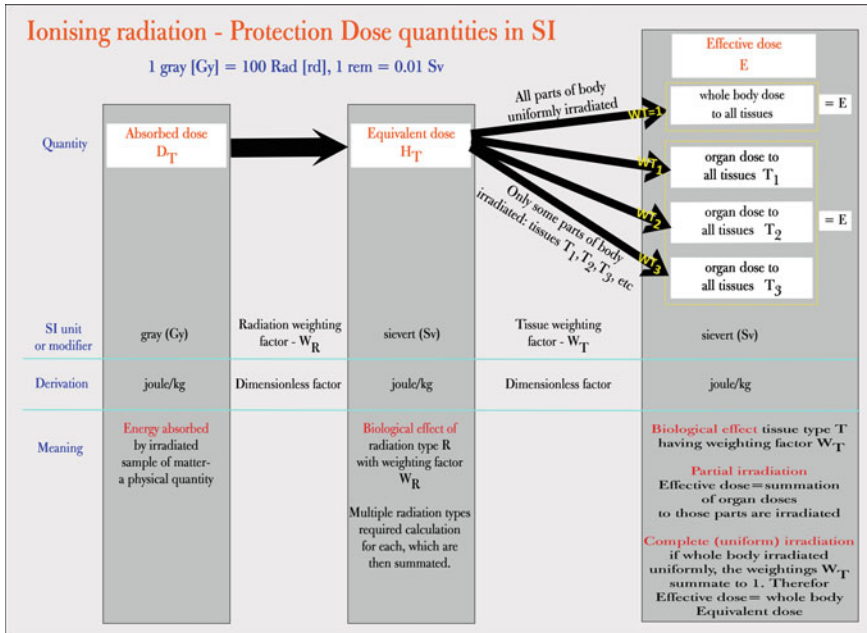 Ionising radiation - Protection Dose quantities in SI
1 gray [Gy] = 100 Rad [rd], 1 rem = 0.01 Sv
Effective dose
E
All parts of body
uniformly irradiated
WT=1
whole body dose
to all tissues
= E
Quantity
Absorbed dose
D_T
Equivalent dose
H_T
WT₁
organ dose to
all tissues T₁
Only some parts of body
irradiated: tissues T₁, T₂, T₃, etc
WT₂
organ dose to
all tissues T₂
= E
WT₃
organ dose to
all tissues T₃
SI unit
or modifier
gray (Gy)
Radiation weighting
factor - W_R
sievert (Sv)
Tissue weighting
factor - W_T
sievert (Sv)
Derivation
joule/kg
Dimensionless factor
joule/kg
Dimensionless factor
joule/kg
Meaning
Energy absorbed
by irradiated
sample of matter-
a physical quantity
Biological effect of
radiation type R
with weighting factor
W_R
Multiple radiation types
required calculation
for each, which are
then summated.
Biological effect tissue type T
having weighting factor W_T
Partial irradiation
Effective dose=summation
of organ doses
to those parts are irradiated
Complete (uniform) irradiation
if whole body irradiated
uniformly, the weightings W_T
summate to 1. Therefor
Effective dose= whole body
Equivalent dose